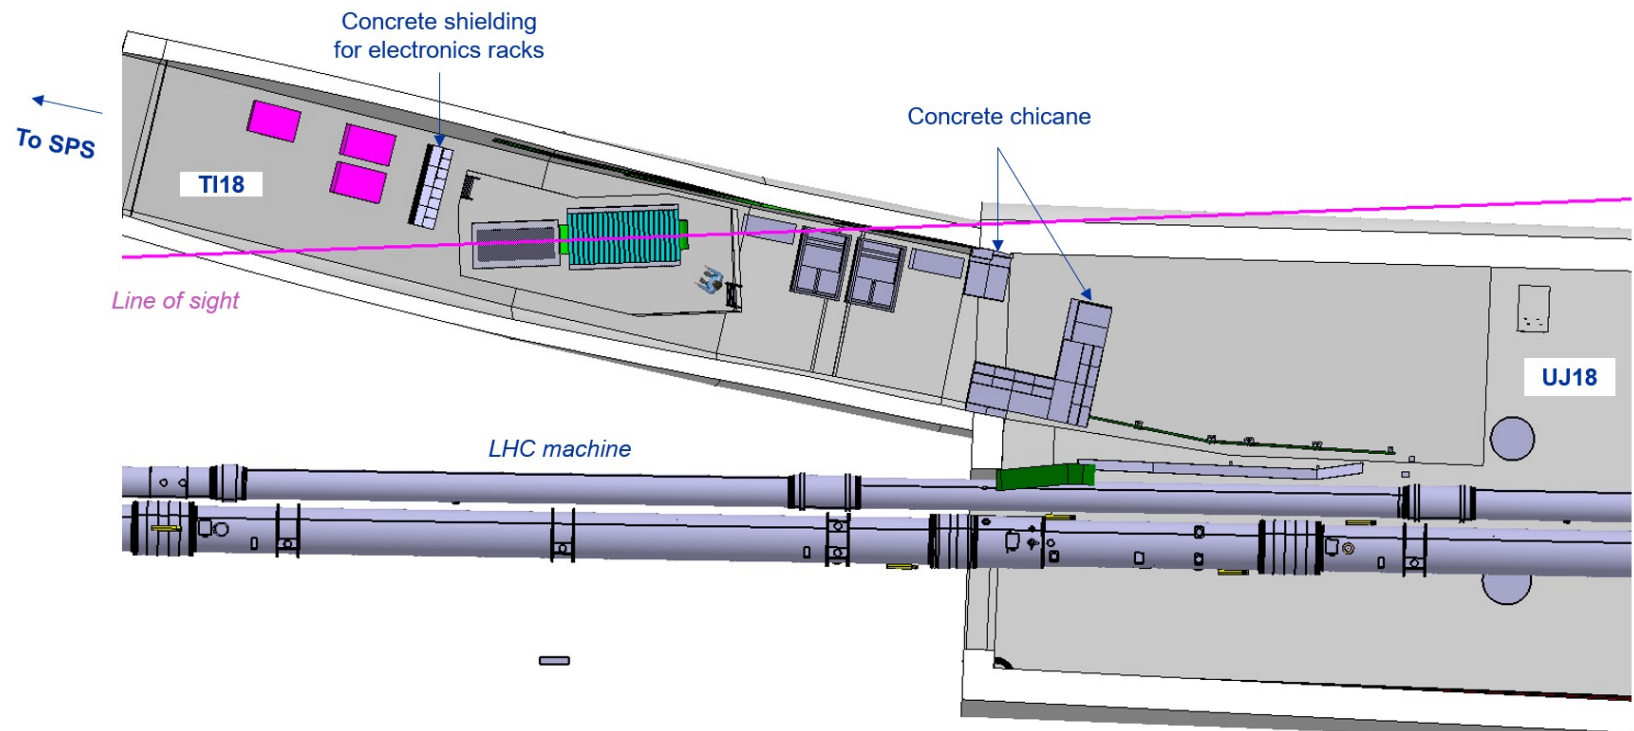 Concrete shielding
for electronics racks
Concrete chicane
To SPS
TI18
Line of sight
UJ18
LHC machine